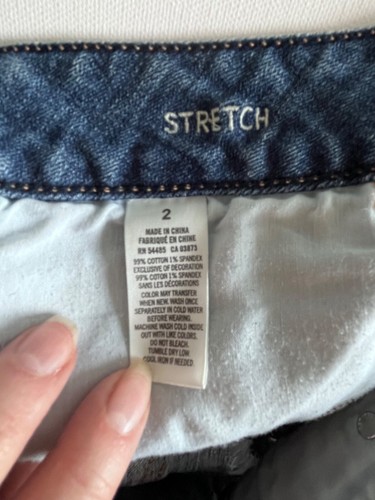 STRETCH
2
MADE IN CHINA
FABRIQUÉ EN CHINE
RN 54485 CA 03873
99% COTTON 1% SPANDEX
EXCLUSIVE OF DECORATION
99% COTON 1% SPANDEX
SANS LES DÉCORATIONS
COLOR MAY TRANSFER
WHEN NEW. WASH ONCE
SEPARATELY IN COLD WATER
BEFORE WEARING.
MACHINE WASH COLD INSIDE
OUT WITH LIKE COLORS.
DO NOT BLEACH.
TUMBLE DRY LOW
COOL IRON IF NEEDED.